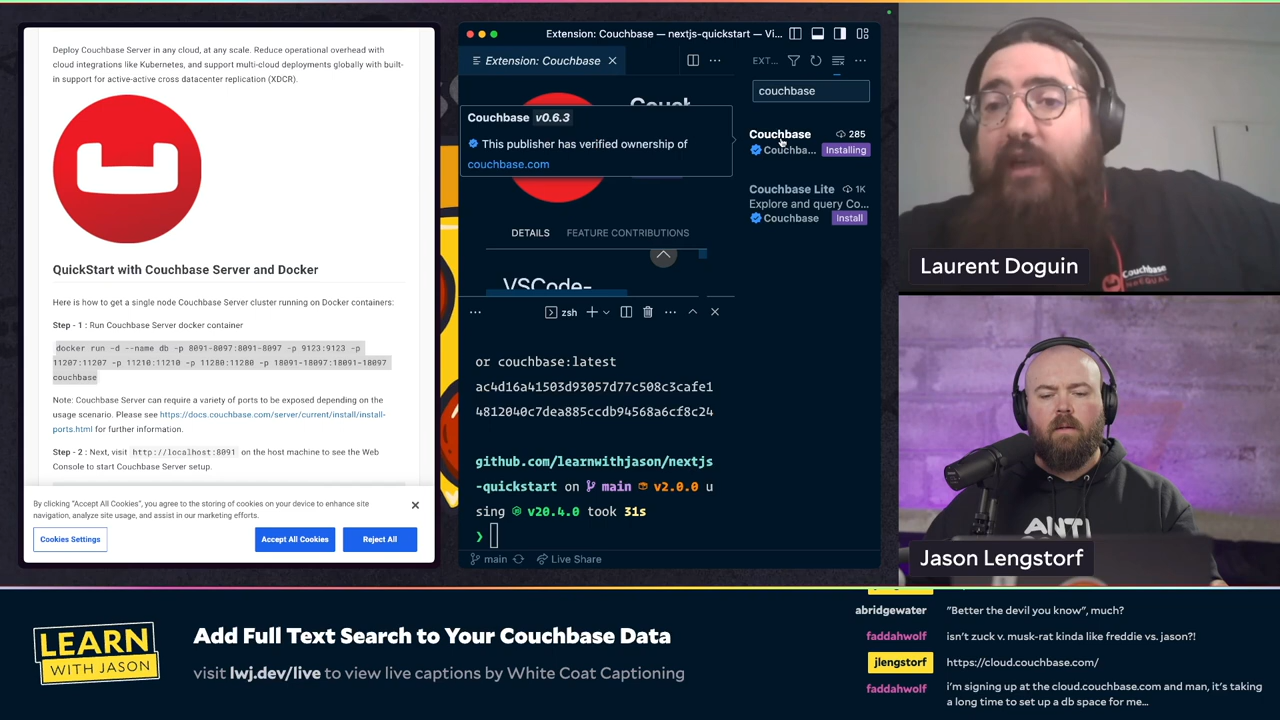 Deploy Couchbase Server in any cloud, at any scale. Reduce operational overhead with
cloud integrations like Kubernetes, and support multi-cloud deployments globally with built-
in support for active-active cross datacenter replication (XDCR).
QuickStart with Couchbase Server and Docker
Here is how to get a single node Couchbase Server cluster running on Docker containers:
Step - 1 : Run Couchbase Server docker container
docker run -d --name db -p 8091-8097:8091-8097 -p 9123:9123 -p
11207:11207 -p 11210:11210 -p 11280:11280 -p 18091-18097:18091-18097
couchbase
Note: Couchbase Server can require a variety of ports to be exposed depending on the
usage scenario. Please see https://docs.couchbase.com/server/current/install/install-
ports.html for further information.
Step - 2 : Next, visit http://localhost:8091 on the host machine to see the Web
Console to start Couchbase Server setup.
By clicking "Accept All Cookies", you agree to the storing of cookies on your device to enhance site
navigation, analyze site usage, and assist in our marketing efforts.
Cookies Settings
Accept All Cookies
Reject All
Extension: Couchbase — nextjs-quickstart — Vi...
Extension: Couchbase
EXT...
couchbase
Couchbase v0.6.3
This publisher has verified ownership of
couchbase.com
Couchbase 285
Couchba... Installing
Couchbase Lite 1K
Explore and query Co...
Couchbase Install
DETAILS FEATURE CONTRIBUTIONS
VSCode-
zsh
or couchbase:latest
ac4d16a41503d93057d77c508c3cafe1
4812040c7dea885ccdb94568a6cf8c24
github.com/learnwithjason/nextjs
-quickstart on main v2.0.0 u
sing v20.4.0 took 31s
❯
main Live Share
Couchbase
Laurent Doguin
ANTI
Jason Lengstorf
LEARN
WITH JASON
Add Full Text Search to Your Couchbase Data
visit lwj.dev/live to view live captions by White Coat Captioning
abridgewater "Better the devil you know", much?
faddahwolf isn't zuck v. musk-rat kinda like freddie vs. jason?!
jlengstorf https://cloud.couchbase.com/
faddahwolf i'm signing up at the cloud.couchbase.com and man, it's taking
a long time to set up a db space for me...